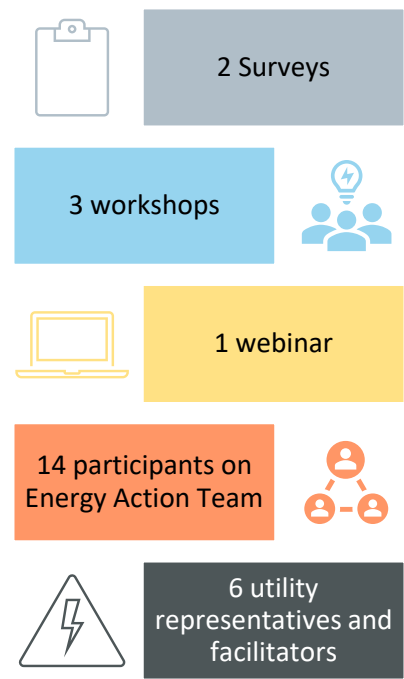 2 Surveys
3 workshops
1 webinar
14 participants on
Energy Action Team
6 utility
representatives and
facilitators